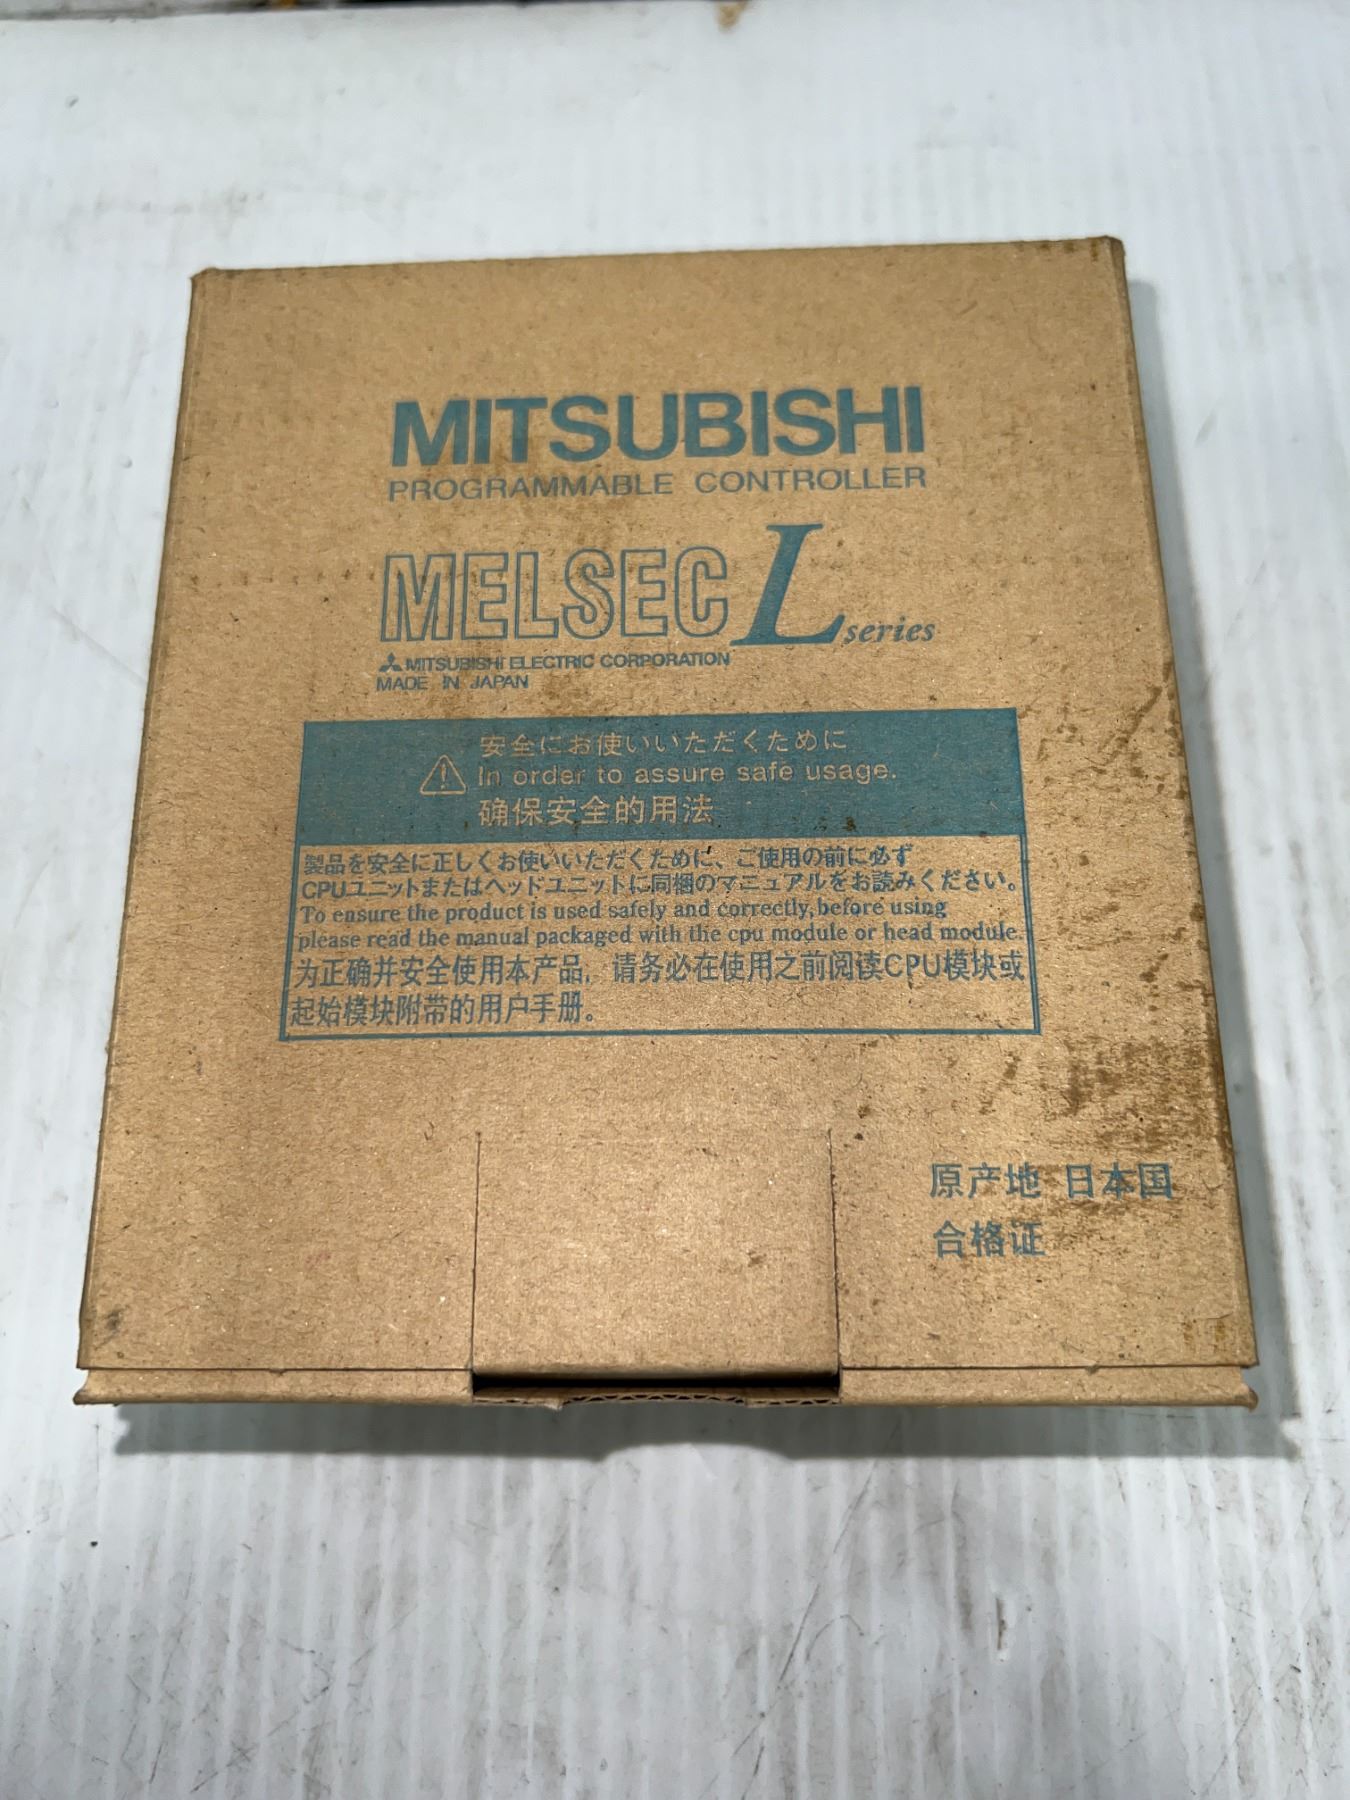 MITSUBISHI
PROGRAMMABLE CONTROLLER
MELSEC L series
MITSUBISHI ELECTRIC CORPORATION
MADE IN JAPAN
安全にお使いいただくために
In order to assure safe usage.
确保安全的用法
製品を安全に正しくお使いいただくために、ご使用の前に必ず
CPUユニットまたはヘッドユニットに同梱のマニュアルをお読みください。
To ensure the product is used safely and correctly, before using
please read the manual packaged with the cpu module or head module.
为正确并安全使用本产品，请务必在使用之前阅读CPU模块或
起始模块附带的用户手册。
原产地 日本国
合格证